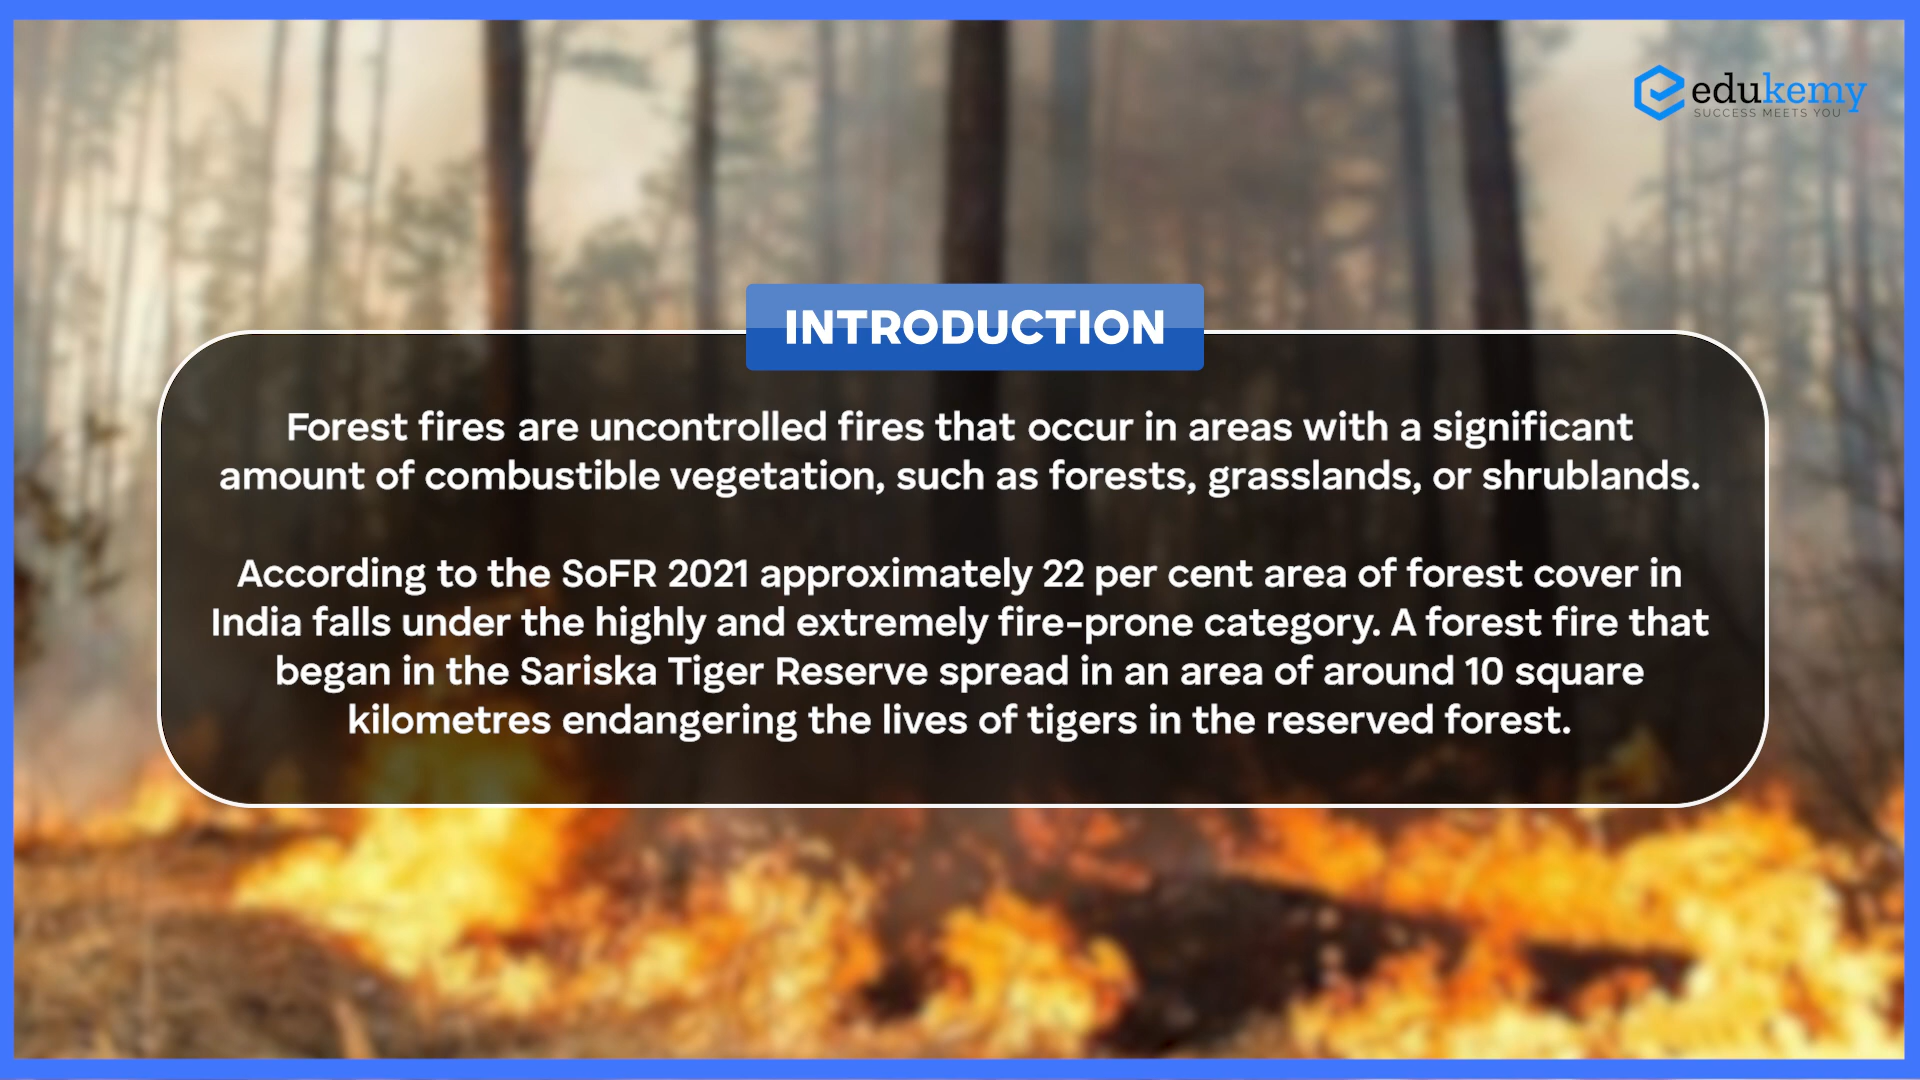 edukemy
SUCCESS MEETS YOU
INTRODUCTION
Forest fires are uncontrolled fires that occur in areas with a significant
amount of combustible vegetation, such as forests, grasslands, or shrublands.
According to the SoFR 2021 approximately 22 per cent area of forest cover in
India falls under the highly and extremely fire-prone category. A forest fire that
began in the Sariska Tiger Reserve spread in an area of around 10 square
kilometres endangering the lives of tigers in the reserved forest.